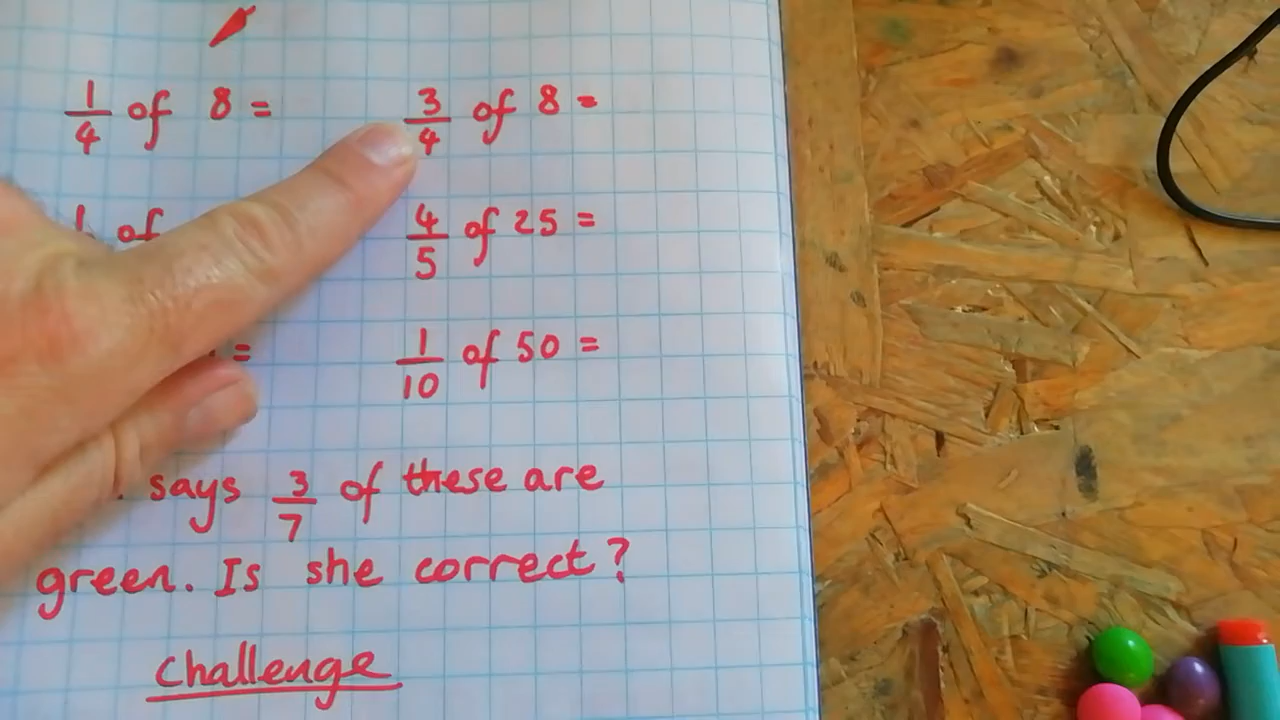 1/4 of 8 = 3/4 of 8 =
of 4/5 of 25 =
= 1/10 of 50 =
says 3/7 of these are
green. Is she correct?
Challenge